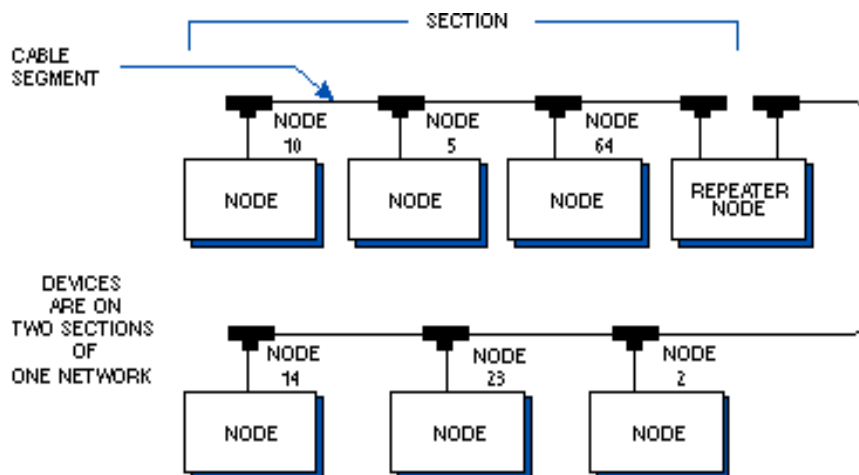 SECTION
CABLE
SEGMENT
NODE
10
NODE
5
NODE
64
NODE
NODE
NODE
REPEATER
NODE
DEVICES
ARE ON
TWO SECTIONS
OF
ONE NETWORK
NODE
14
NODE
23
NODE
2
NODE
NODE
NODE